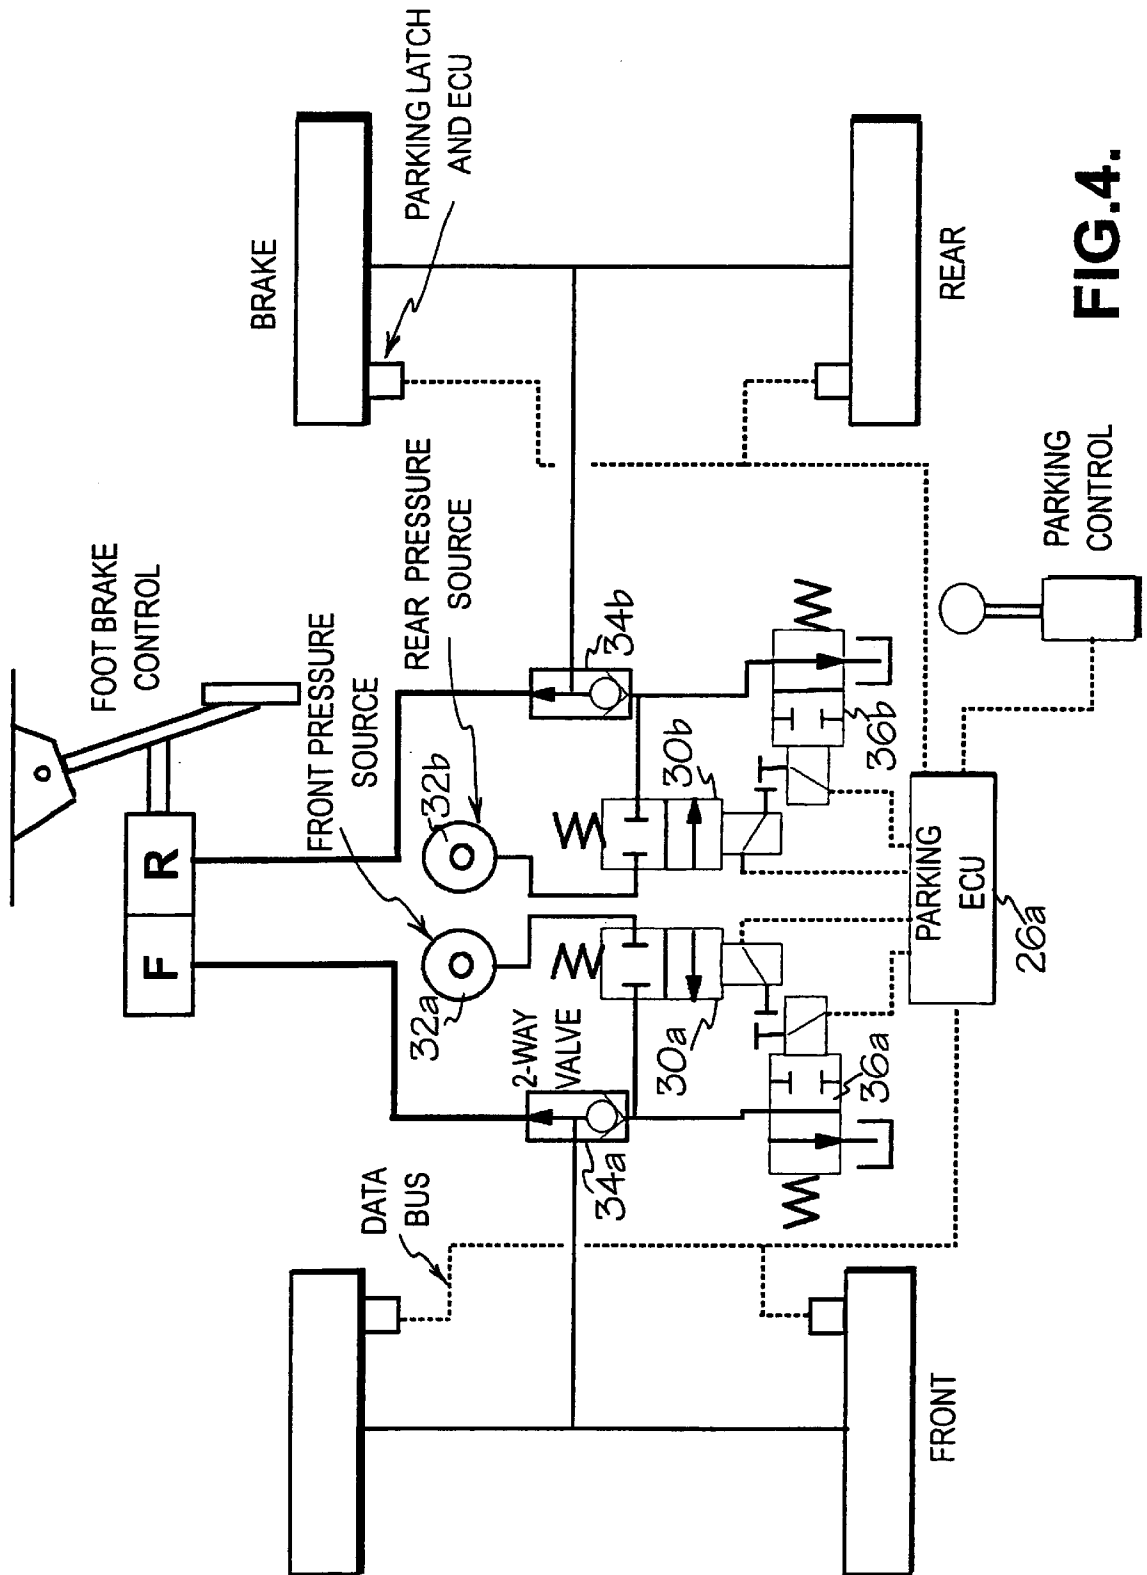 FOOT BRAKE
CONTROL
F R
FRONT PRESSURE
SOURCE
REAR PRESSURE
SOURCE
BRAKE
PARKING LATCH
AND ECU
DATA
BUS
2-WAY
VALVE
32a
32b
34a
34b
30a
30b
36a
36b
PARKING
ECU
26a
PARKING
CONTROL
FRONT
REAR
FIG.4.